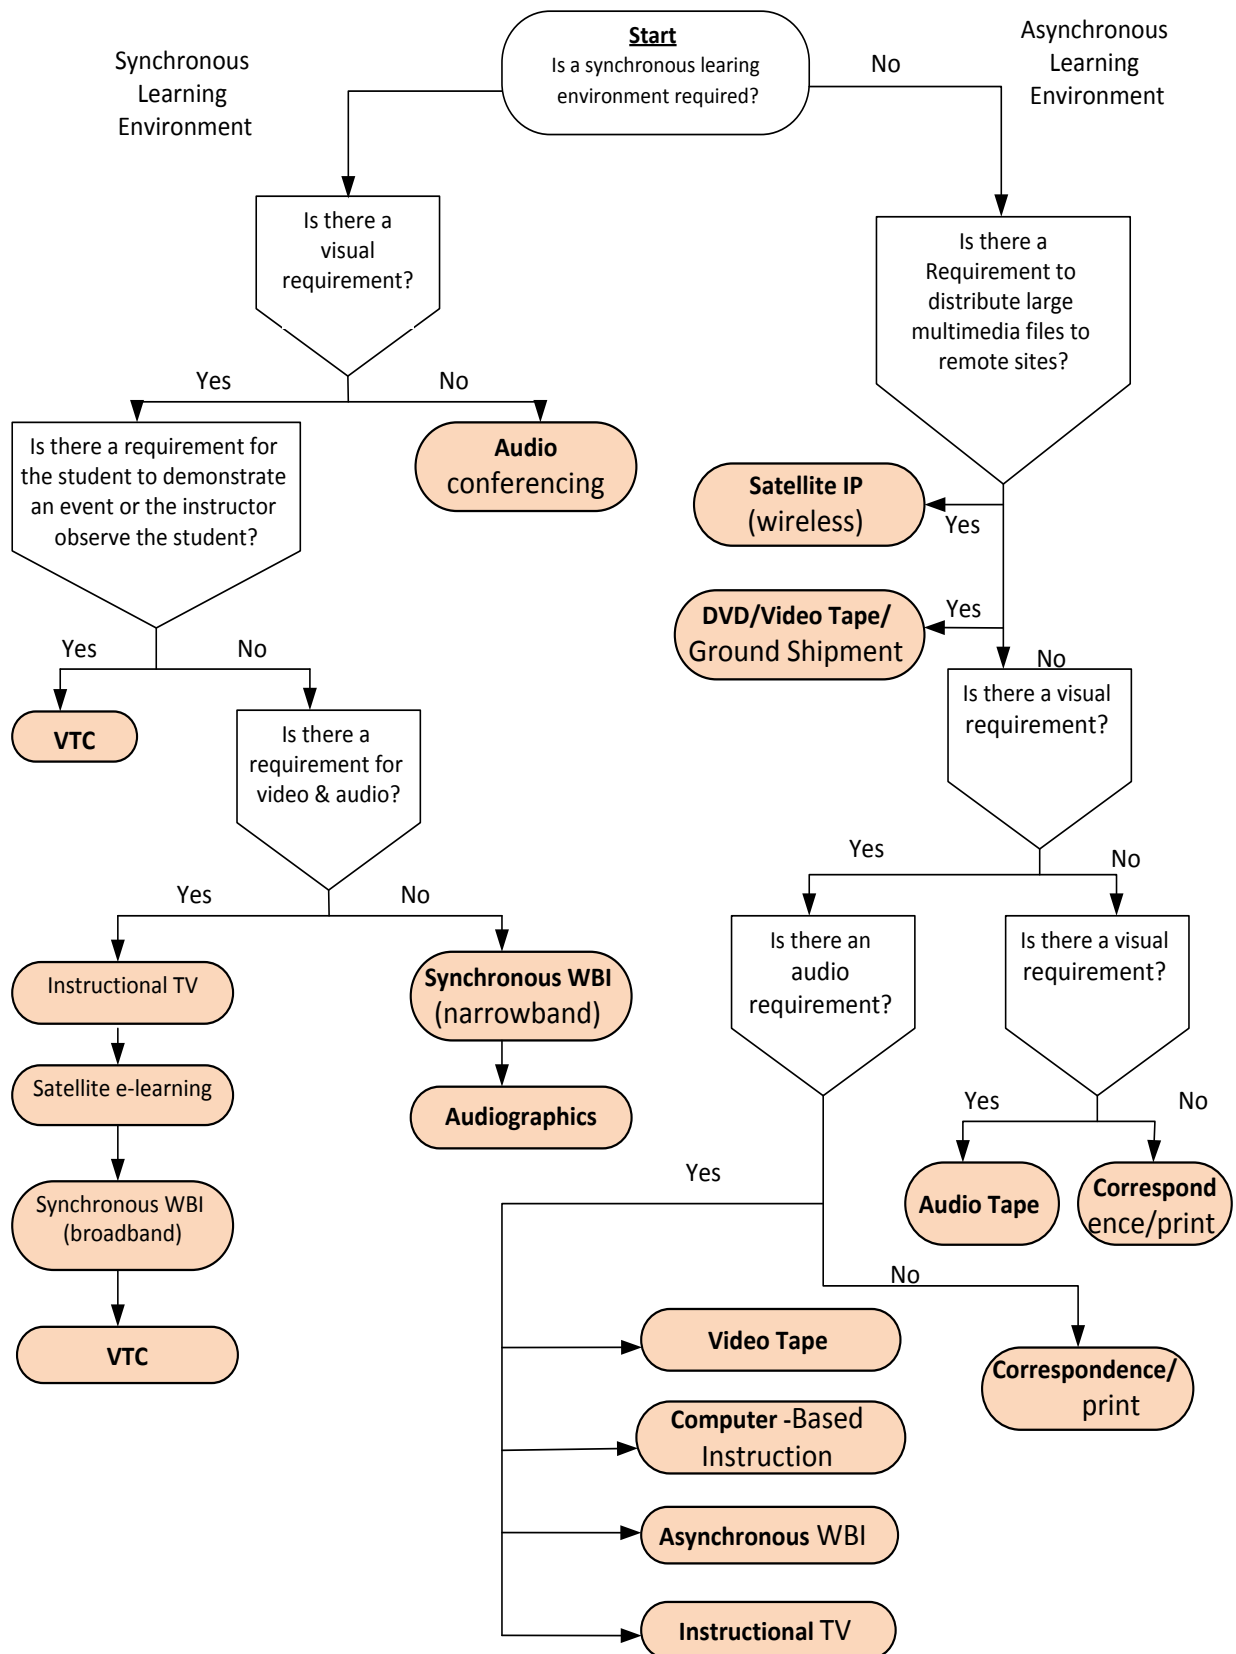 Start
Is a synchronous learing
environment required?
Synchronous
Learning
Environment
No
Asynchronous
Learning
Environment
Is there a
visual
requirement?
Is there a
Requirement to
distribute large
multimedia files to
remote sites?
Yes
No
Is there a requirement for
the student to demonstrate
an event or the instructor
observe the student?
Audio
conferencing
Satellite IP
(wireless)
Yes
DVD/Video Tape/
Ground Shipment
Yes
No
Yes
No
VTC
Is there a
requirement for
video & audio?
Is there a visual
requirement?
Yes
No
Yes
No
Instructional TV
Satellite e-learning
Synchronous WBI
(broadband)
VTC
Synchronous WBI
(narrowband)
Audiographics
Is there an
audio
requirement?
Is there a visual
requirement?
Yes
No
Audio Tape
Correspond
ence/print
Yes
No
Video Tape
Computer -Based
Instruction
Asynchronous WBI
Instructional TV
Correspondence/
print